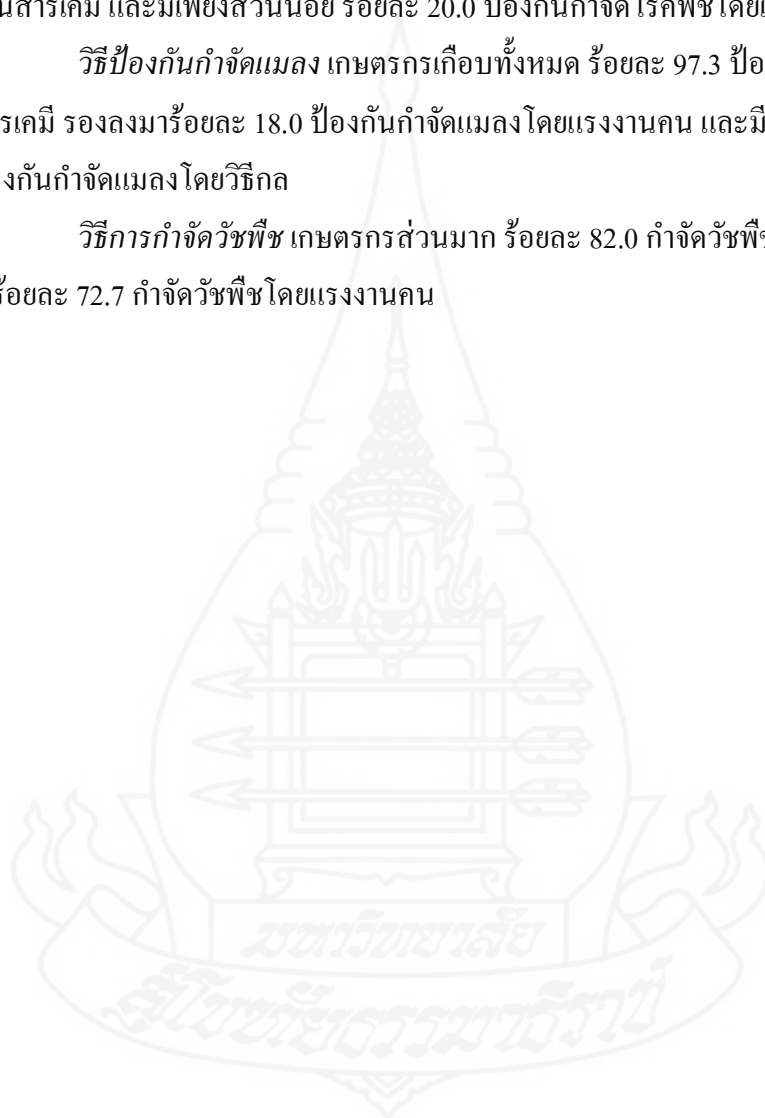 นสารเคมี และมีเพียงส่วนน้อย ร้อยละ 20.0 ป้องกันกำจัดโรคพืชโดย
วิธีป้องกันกำจัดแมลง เกษตรกรเกือบทั้งหมด ร้อยละ 97.3 ป้อ
รเคมี รองลงมาร้อยละ 18.0 ป้องกันกำจัดแมลงโดยแรงงานคน และมี
งกันกำจัดแมลงโดยวิธีกล
วิธีการกำจัดวัชพืช เกษตรกรส่วนมาก ร้อยละ 82.0 กำจัดวัชพืช
ร้อยละ 72.7 กำจัดวัชพืชโดยแรงงานคน
มหาวิทยาลัย
สุโขทัยธรรมาธิราช